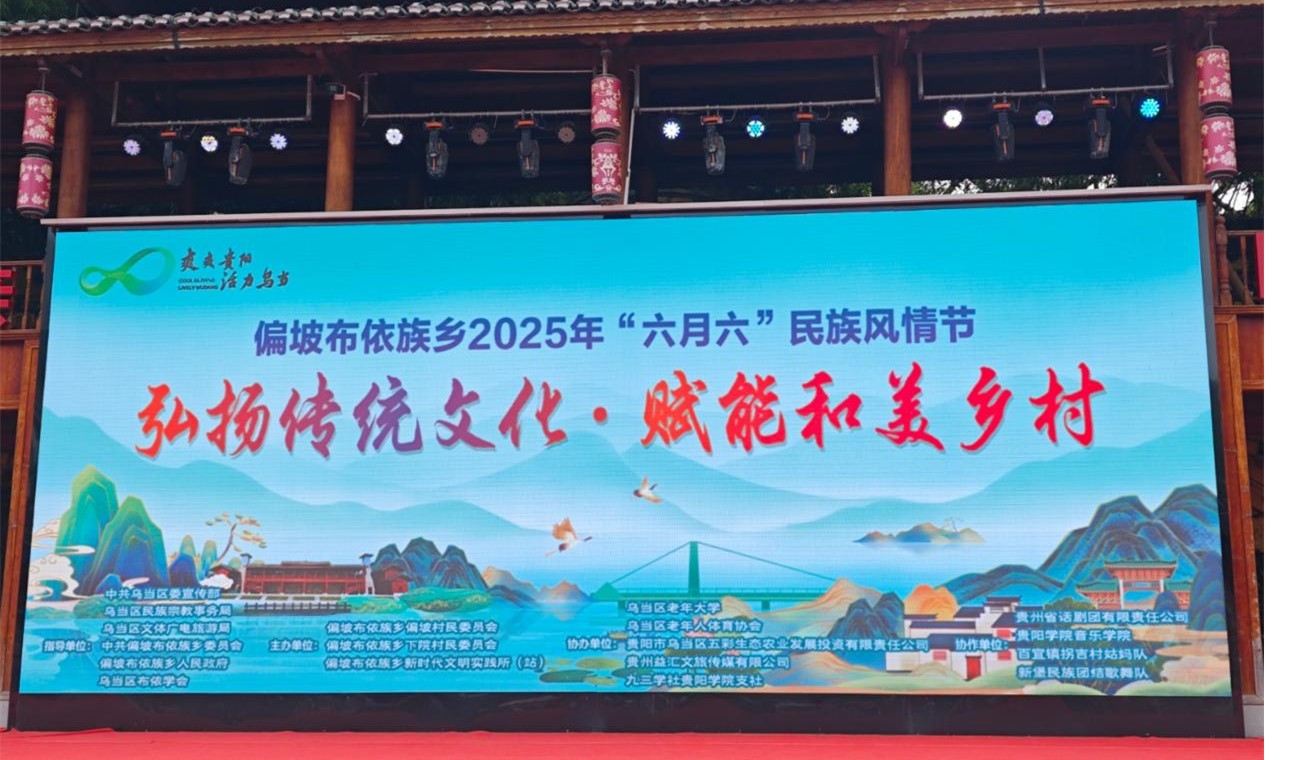 爽爽贵阳
COOL GUIYANG
活力乌当
LIVELY WUDANG
偏坡布依族乡2025年“六月六”民族风情节
弘扬传统文化·赋能和美乡村
指导单位：
中共乌当区委宣传部
乌当区民族宗教事务局
乌当区文体广电旅游局
中共偏坡布依族乡委员会
偏坡布依族乡人民政府
乌当区布依学会
主办单位：
偏坡布依族乡偏坡村民委员会
偏坡布依族乡下院村民委员会
偏坡布依族乡新时代文明实践所（站）
协办单位：
乌当区老年大学
乌当区老年人体育协会
贵阳市乌当区五彩生态农业发展投资有限责任公司
贵州益汇文旅传媒有限公司
九三学社贵阳学院支社
协作单位：
贵州省话剧团有限责任公司
贵阳学院音乐学院
百宜镇拐吉村姑妈队
新堡民族团结歌舞队